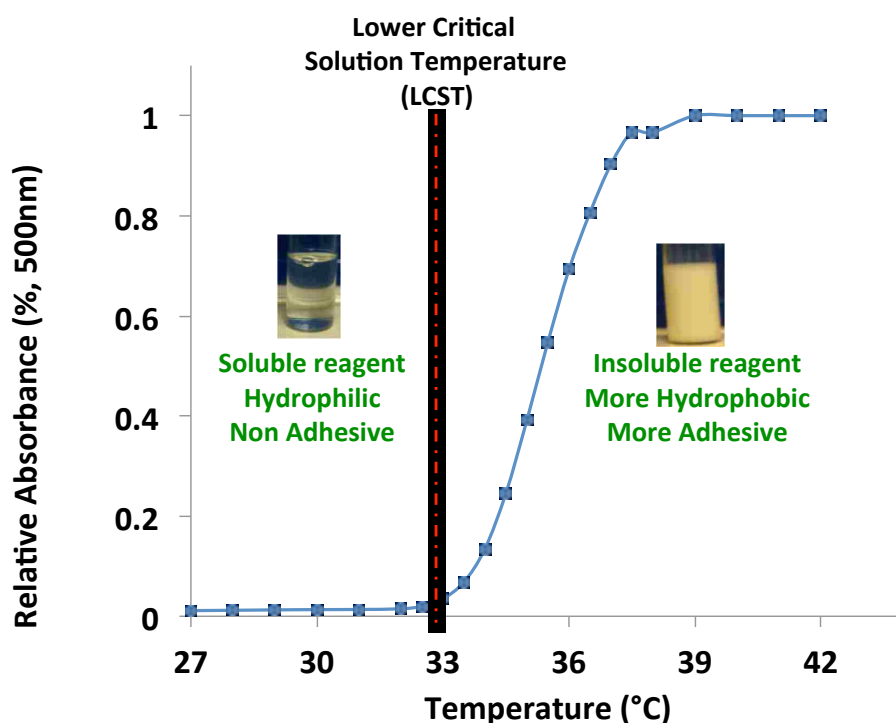 Lower Critical
Solution Temperature
(LCST)
Relative Absorbance (%, 500nm)
1
0.8
0.6
0.4
0.2
0
Soluble reagent
Hydrophilic
Non Adhesive
Insoluble reagent
More Hydrophobic
More Adhesive
27 30 33 36 39 42
Temperature (°C)